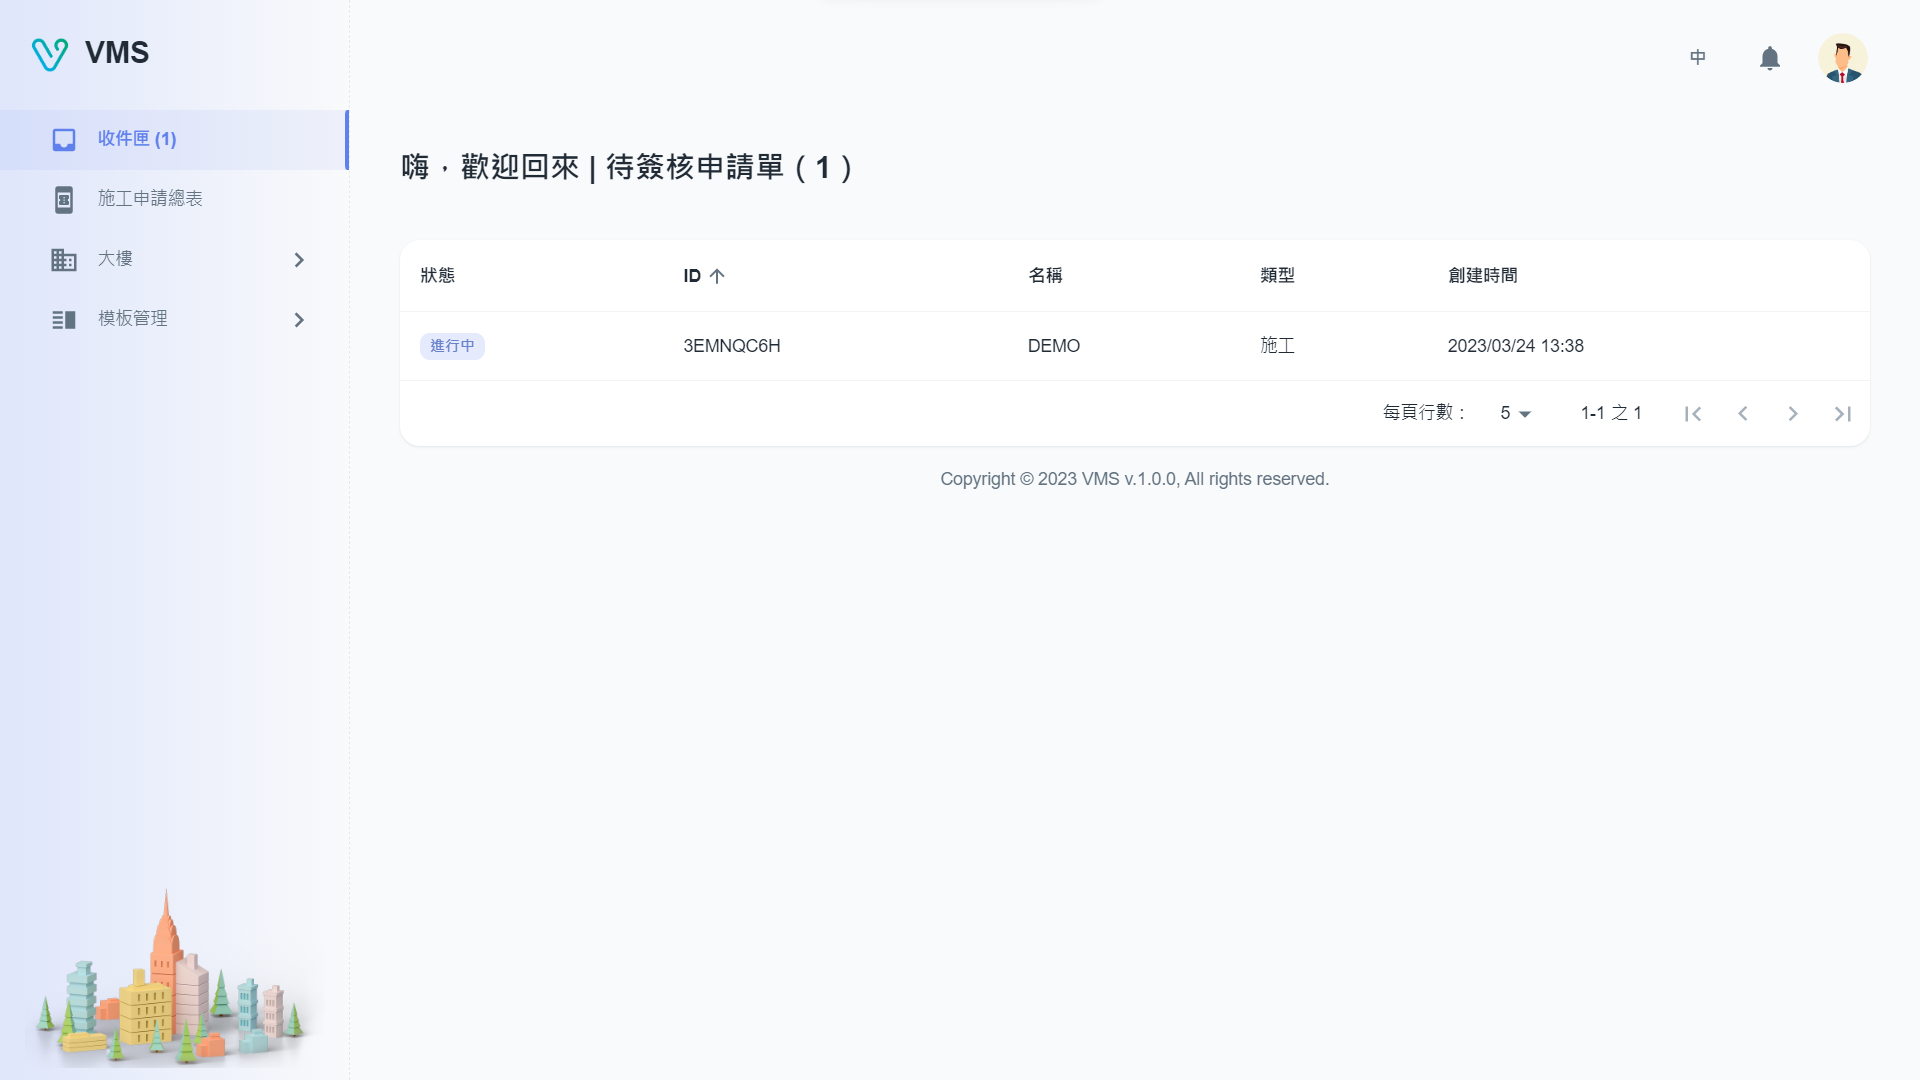 VMS
中
收件匣 (1)
施工申請總表
大樓
模板管理
嗨，歡迎回來 | 待簽核申請單 ( 1 )
狀態 ID 名稱 類型 創建時間
進行中 3EMNQC6H DEMO 施工 2023/03/24 13:38
每頁行數： 5 1-1 之 1
Copyright © 2023 VMS v.1.0.0, All rights reserved.